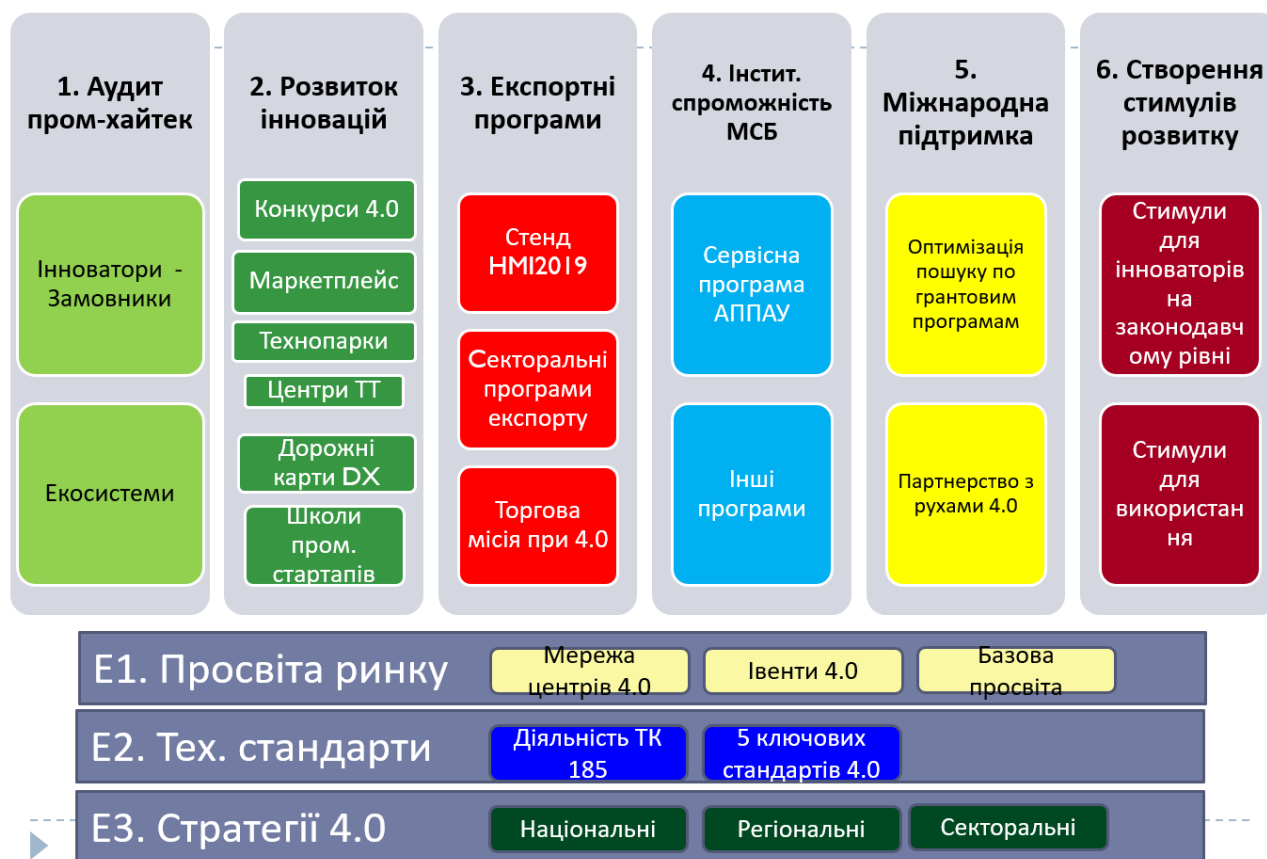 1. Аудит
пром-хайтек
Інноватори -
Замовники
Екосистеми
2. Розвиток
інновацій
Конкурси 4.0
Маркетплейс
Технопарки
Центри ТТ
Дорожні
карти DX
Школи
пром.
стартапів
3. Експортні
програми
Стенд
HMI2019
Секторальні
програми
експорту
Торгова
місія при 4.0
4. Інстит.
спроможність
МСБ
Сервісна
програма
АППАУ
Інші
програми
5.
Міжнародна
підтримка
Оптимізація
пошуку по
грантовим
програмам
Партнерство з
рухами 4.0
6. Створення
стимулів
розвитку
Стимули
для
інноваторів
на
законодавч
ому рівні
Стимули
для
використан
ня
Е1. Просвіта ринку
Мережа
центрів 4.0
Івенти 4.0
Базова
просвіта
Е2. Тех. стандарти
Діяльність ТК
185
5 ключових
стандартів 4.0
Е3. Стратегії 4.0
Національні
Регіональні
Секторальні